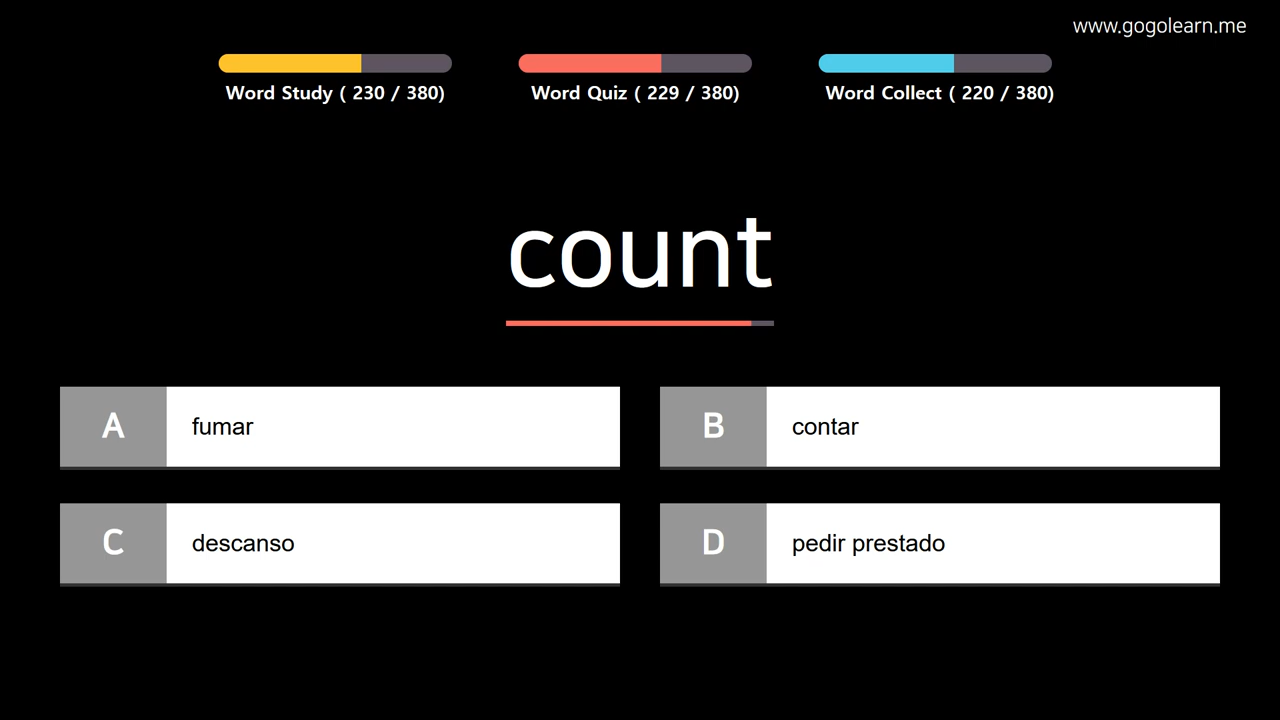 www.gogolearn.me
Word Study ( 230 / 380)
Word Quiz ( 229 / 380)
Word Collect ( 220 / 380)
count
A fumar
B contar
C descanso
D pedir prestado